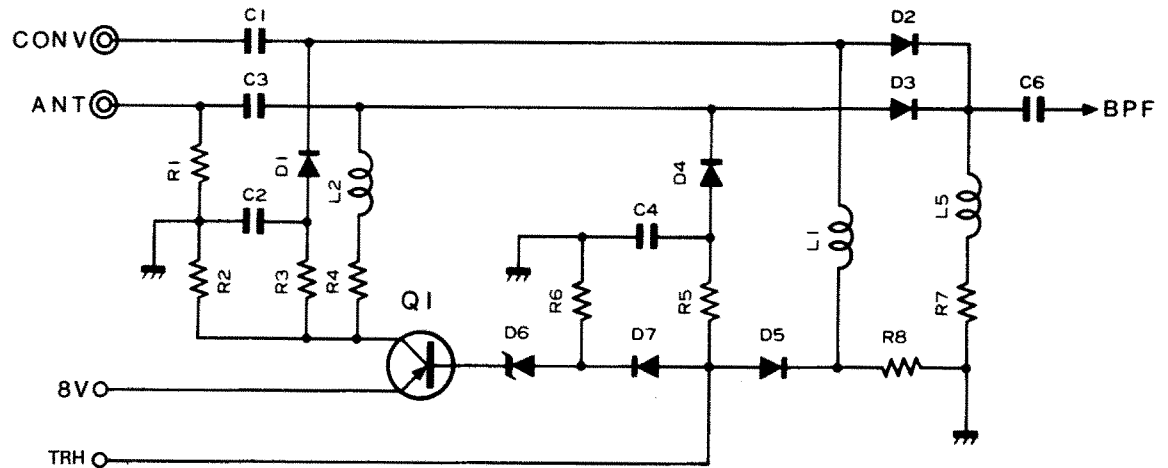 C1
D2
CONV
C3
D3
C6
ANT
BPF
R1
D1
L2
D4
C2
C4
L1
L5
R2
R3
R4
Q1
R6
R5
R7
D6
D7
D5
R8
8V
TRH